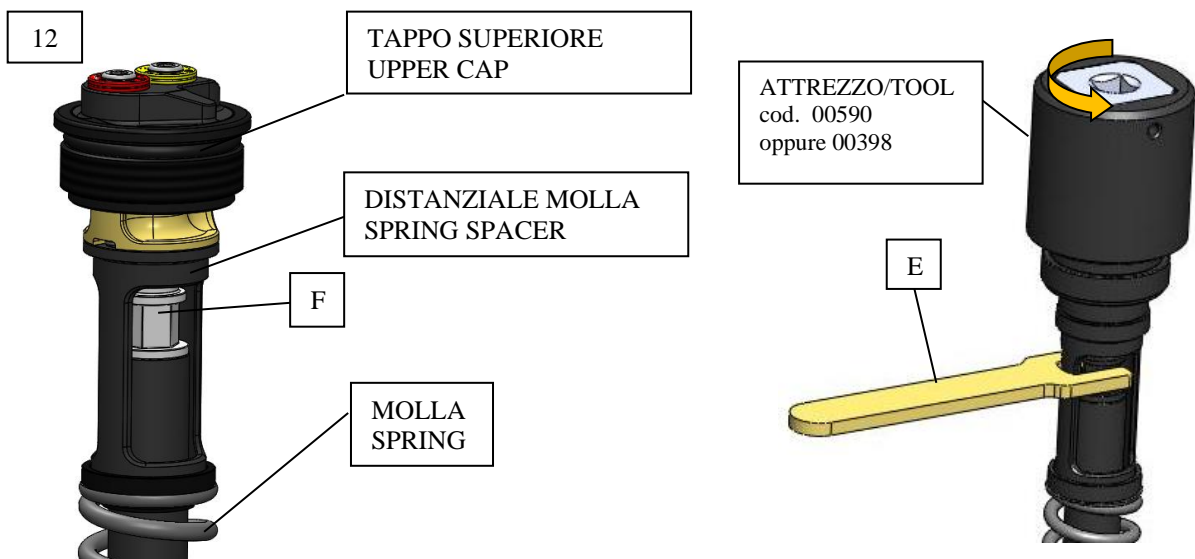 12
TAPPO SUPERIORE
UPPER CAP
DISTANZIALE MOLLA
SPRING SPACER
F
MOLLA
SPRING
ATTREZZO/TOOL
cod. 00590
oppure 00398
E